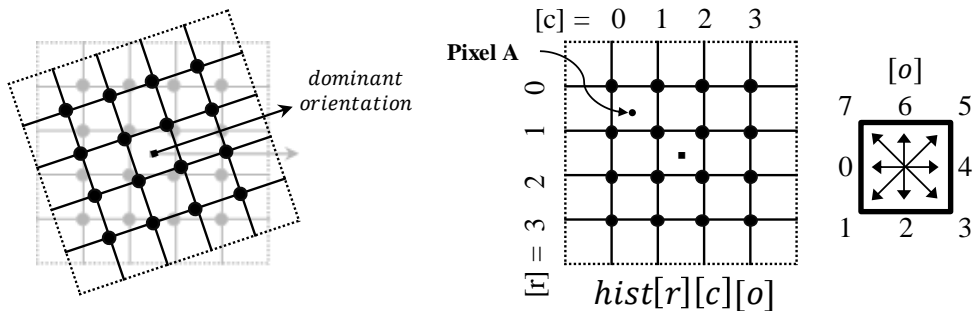 dominant
orientation
[c] = 0 1 2 3
Pixel A
[r] = 3 2 1 0
hist[r][c][o]
[o]
7 6 5
0 4
1 2 3